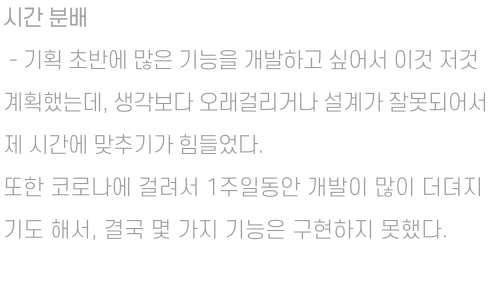 시간 분배
- 기획 초반에 많은 기능을 개발하고 싶어서 이것 저것
계획했는데, 생각보다 오래걸리거나 설계가 잘못되어서
제 시간에 맞추기가 힘들었다.
또한 코로나에 걸려서 1주일동안 개발이 많이 더뎌지
기도 해서, 결국 몇 가지 기능은 구현하지 못했다.